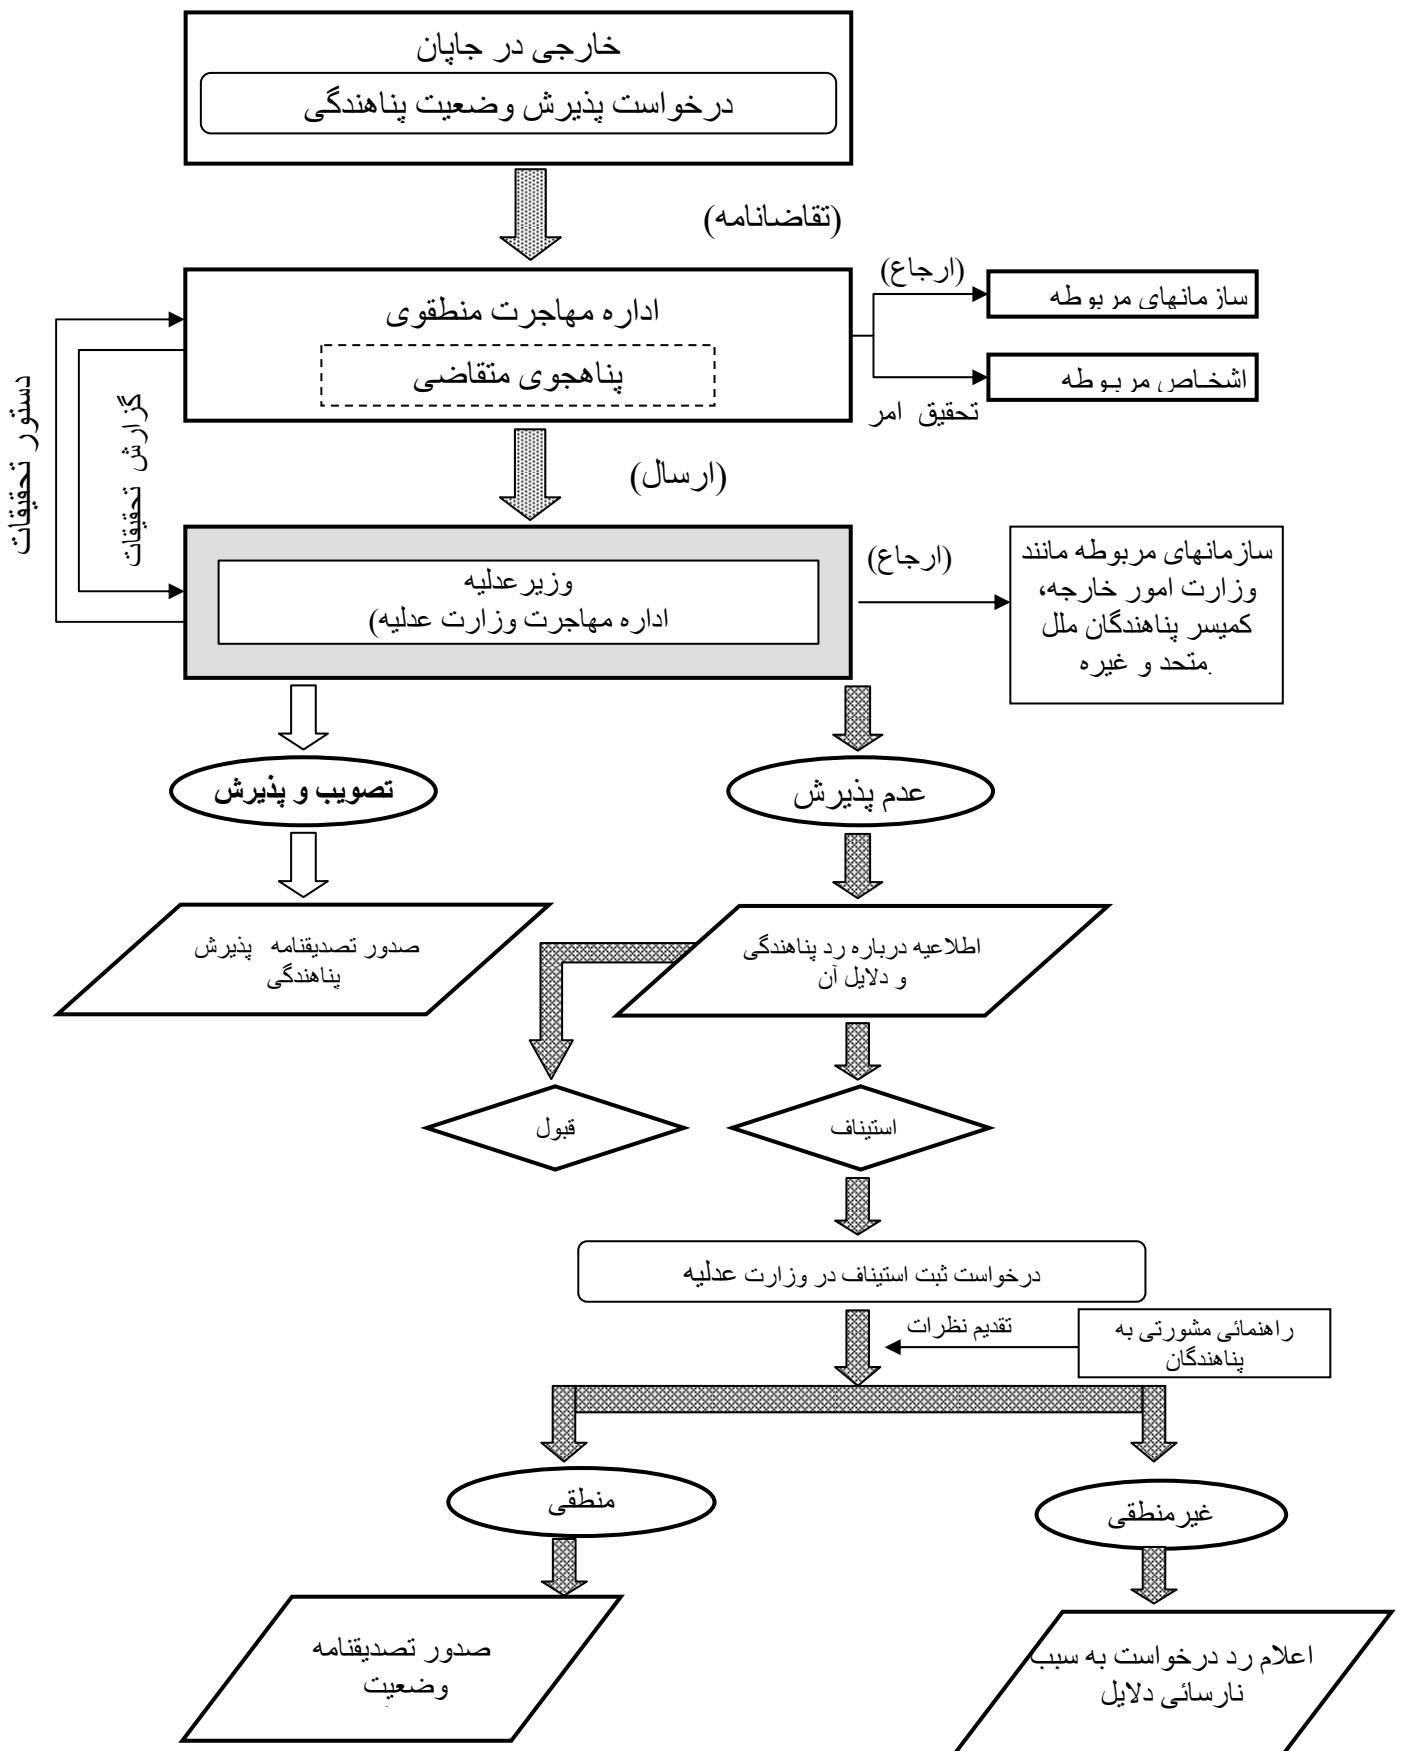 خارجی در جاپان
درخواست پذیرش وضعیت پناهندگی
(تقاضانامه)
اداره مهاجرت منطقوی
پناهجوی متقاضی
(ارجاع)
سازمانهای مربوطه
اشخاص مربوطه
تحقیق امر
دستور تحقیقات
گزارش تحقیقات
(ارسال)
وزیرعدلیه
اداره مهاجرت وزارت عدلیه)
(ارجاع)
سازمانهای مربوطه مانند
وزارت امور خارجه،
کمیسر پناهندگان ملل
متحد و غیره.
تصویب و پذیرش
عدم پذیرش
صدور تصدیقنامه پذیرش
پناهندگی
اطلاعیه درباره رد پناهندگی
و دلایل آن
قبول
استیناف
درخواست ثبت استیناف در وزارت عدلیه
تقدیم نظرات
راهنمائی مشورتی به
پناهندگان
منطقی
غیرمنطقی
صدور تصدیقنامه
وضعیت
اعلام رد درخواست به سبب
نارسائی دلایل